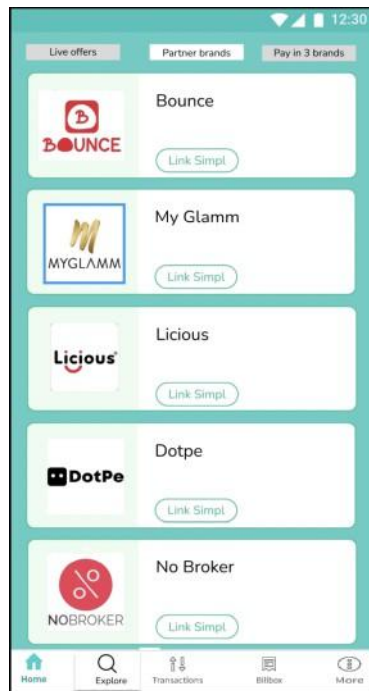 12:30
Live offers Partner brands Pay in 3 brands
Bounce
B
BOUNCE
Link Simpl
My Glamm
MYGLAMM
Link Simpl
Licious
Licious
Link Simpl
Dotpe
DotPe
Link Simpl
No Broker
NOBROKER
Link Simpl
Home Explore Transactions Billbox More